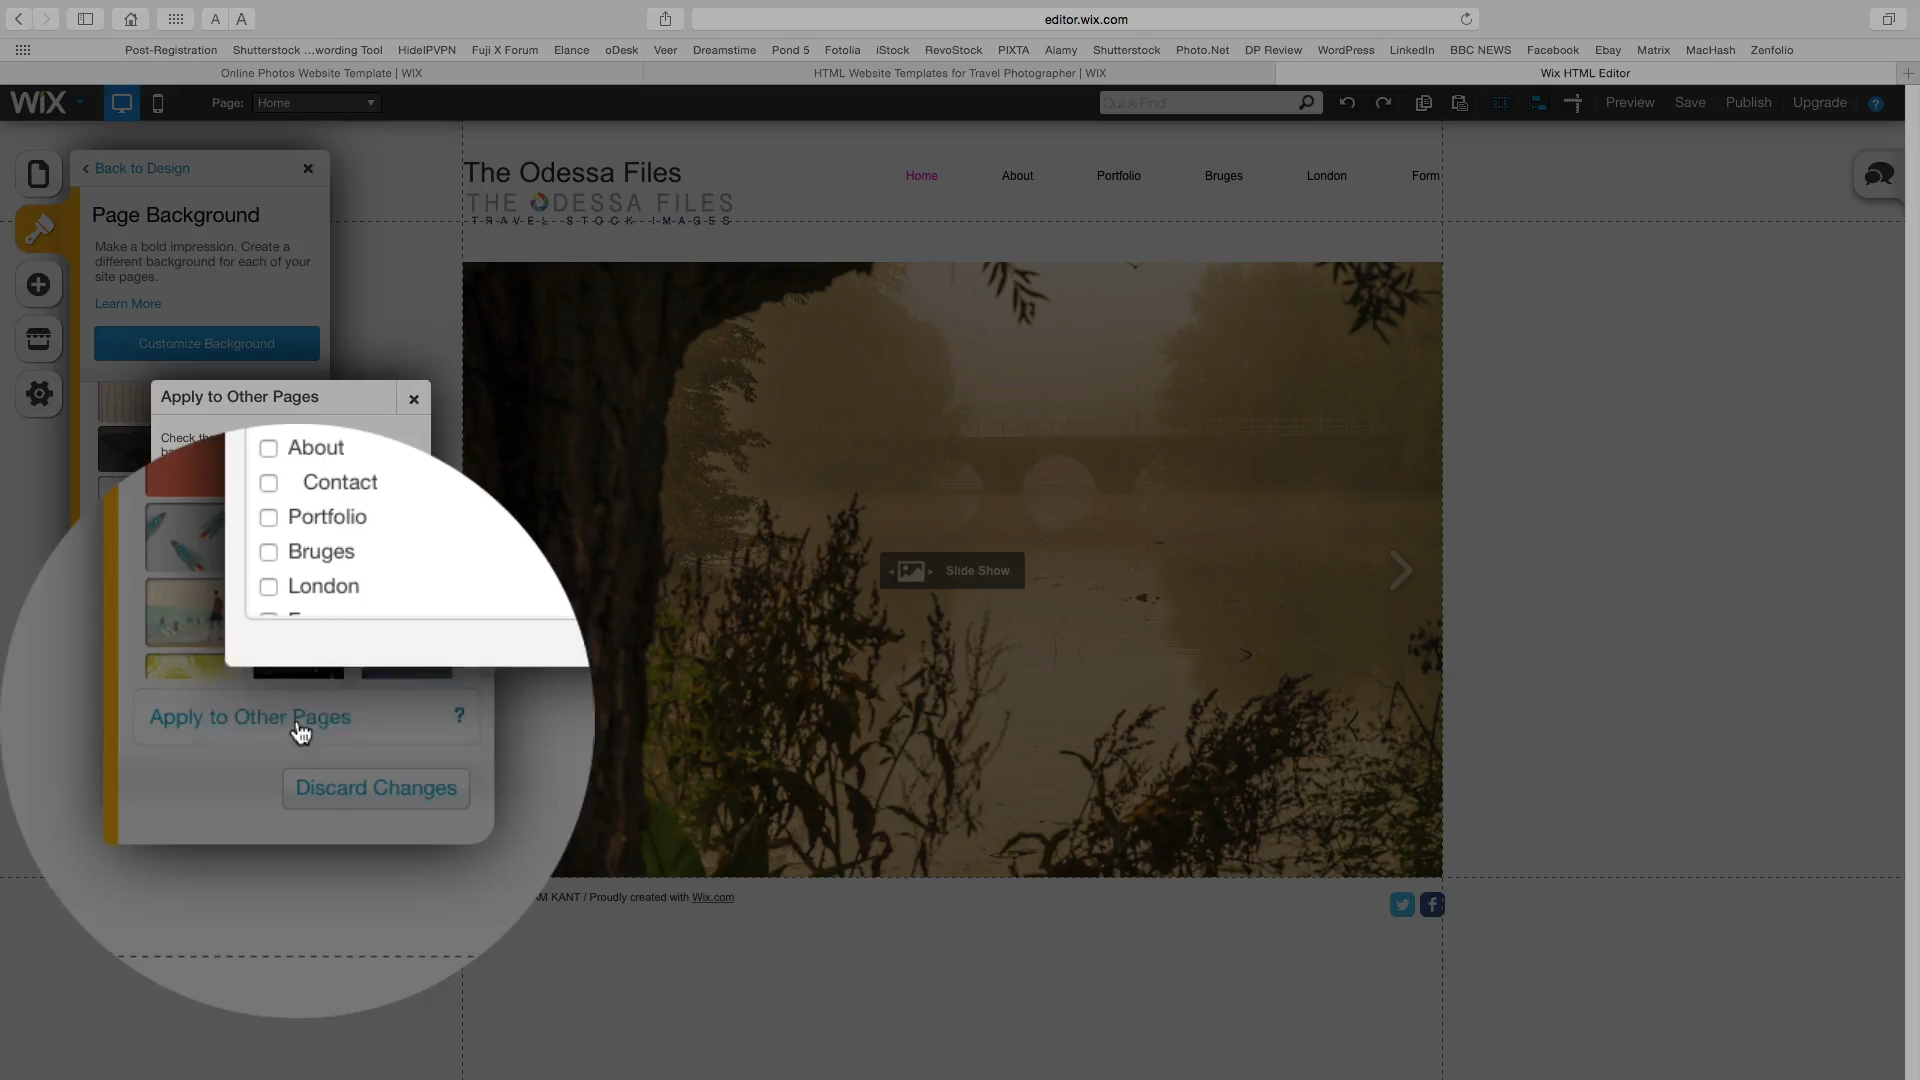 A A
editor.wix.com
Post-Registration Shutterstock ...wording Tool HideIPVPN Fuji X Forum Elance oDesk Veer Dreamstime Pond 5 Fotolia iStock RevoStock PIXTA Alamy Shutterstock Photo.Net DP Review WordPress LinkedIn BBC NEWS Facebook Ebay Matrix MacHash Zenfolio
Online Photos Website Template | WIX HTML Website Templates for Travel Photographer | WIX Wix HTML Editor
WiX Page: Home Quick Find Preview Save Publish Upgrade ?
Back to Design
Page Background
Make a bold impression. Create a
different background for each of your
site pages.
Learn More
Customize Background
The Odessa Files
THE ODESSA FILES
TRAVEL STOCK IMAGES
Home About Portfolio Bruges London Form
Apply to Other Pages
Check
About
Contact
Portfolio
Bruges
London
Apply to Other Pages ?
Discard Changes
Slide Show
AM KANT / Proudly created with Wix.com